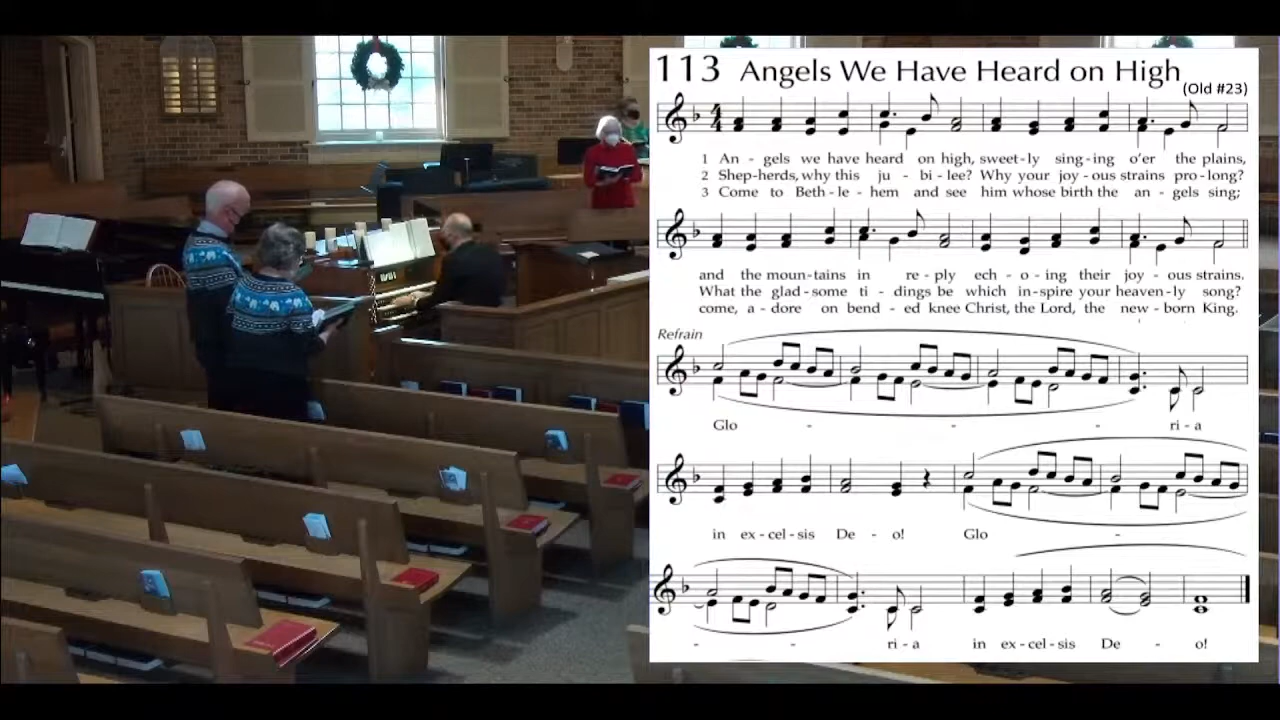 113 Angels We Have Heard on High
(Old #23)
1 An - gels we have heard on high, sweet - ly sing - ing o'er the plains,
2 Shep-herds, why this ju - bi - lee? Why your joy - ous strains pro - long?
3 Come to Beth - le - hem and see him whose birth the an - gels sing;
and the moun - tains in re - ply ech - o - ing their joy - ous strains.
What the glad - some ti - dings be which in - spire your heaven - ly song?
come, a - dore on bend - ed knee Christ, the Lord, the new - born King.
Refrain
Glo - - - - ri - a
in ex - cel - sis De - o! Glo -
- - ri - a in ex - cel - sis De - o!